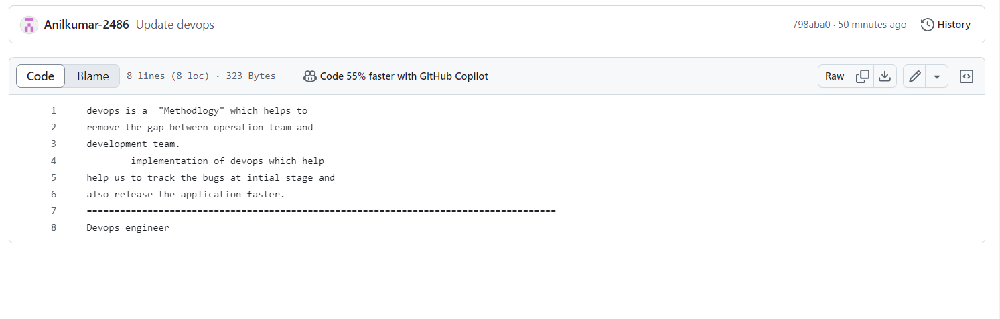 Anilkumar-2486 Update devops 798aba0 · 50 minutes ago History
Code Blame 8 lines (8 loc) · 323 Bytes Code 55% faster with GitHub Copilot Raw
1 devops is a  "Methodlogy" which helps to
2 remove the gap between operation team and
3 development team.
4         implementation of devops which help
5 help us to track the bugs at intial stage and
6 also release the application faster.
7 =====================================================================================
8 Devops engineer